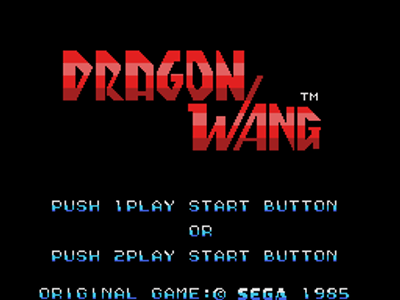 DRAGON
WANG TM
PUSH 1PLAY START BUTTON
OR
PUSH 2PLAY START BUTTON
ORIGINAL GAME:© SEGA 1985